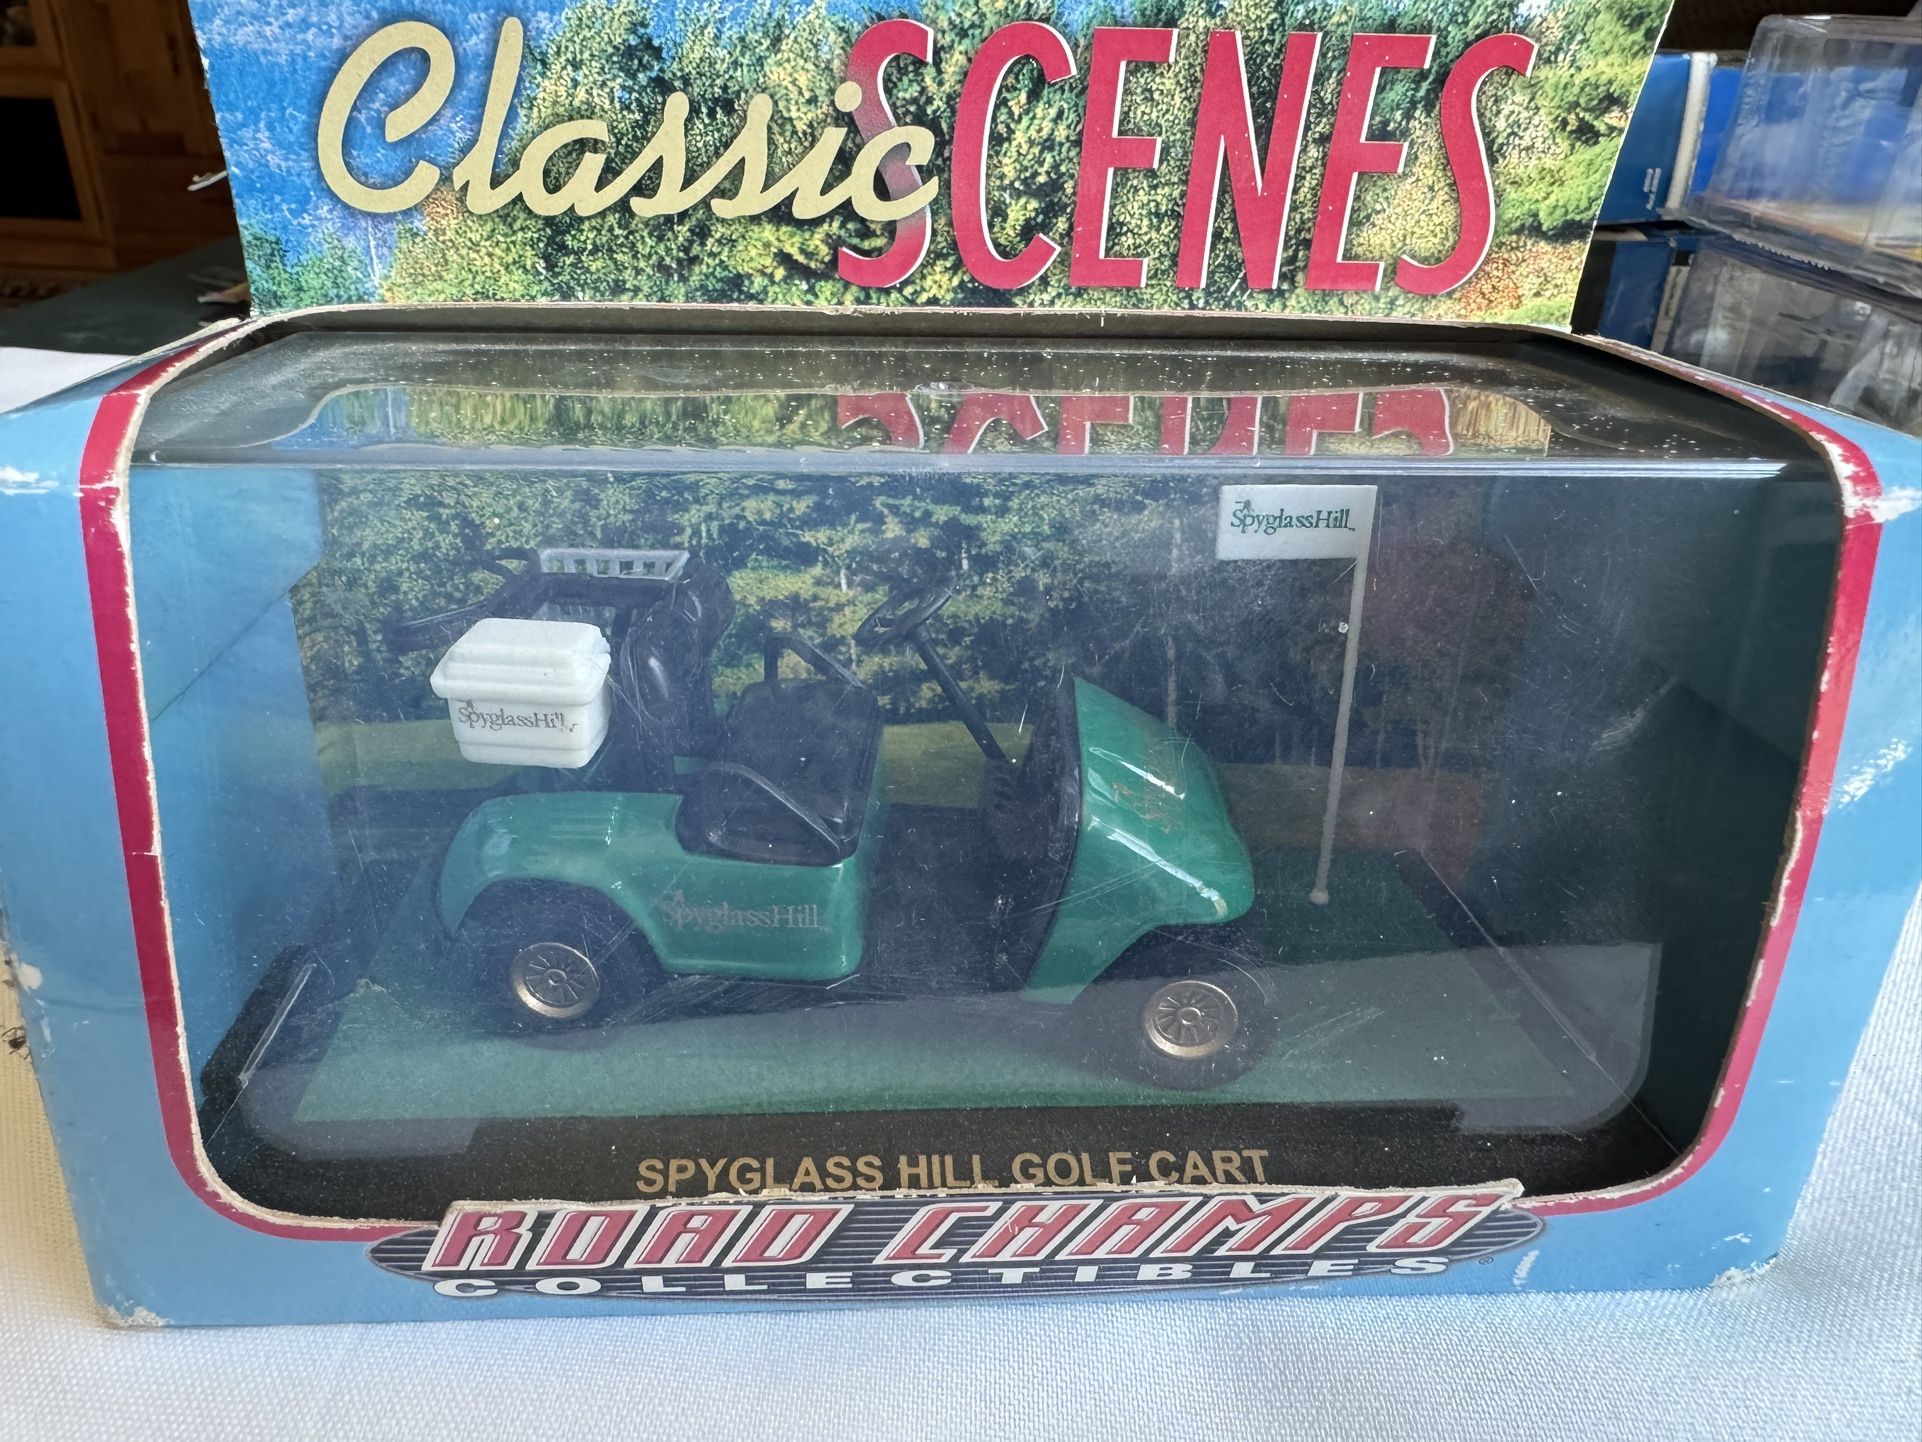 Classic SCENES
SpyglassHill
SpyglassHill
SpyglassHill
SPYGLASS HILL GOLF CART
ROAD CHAMPS
COLLECTIBLES®